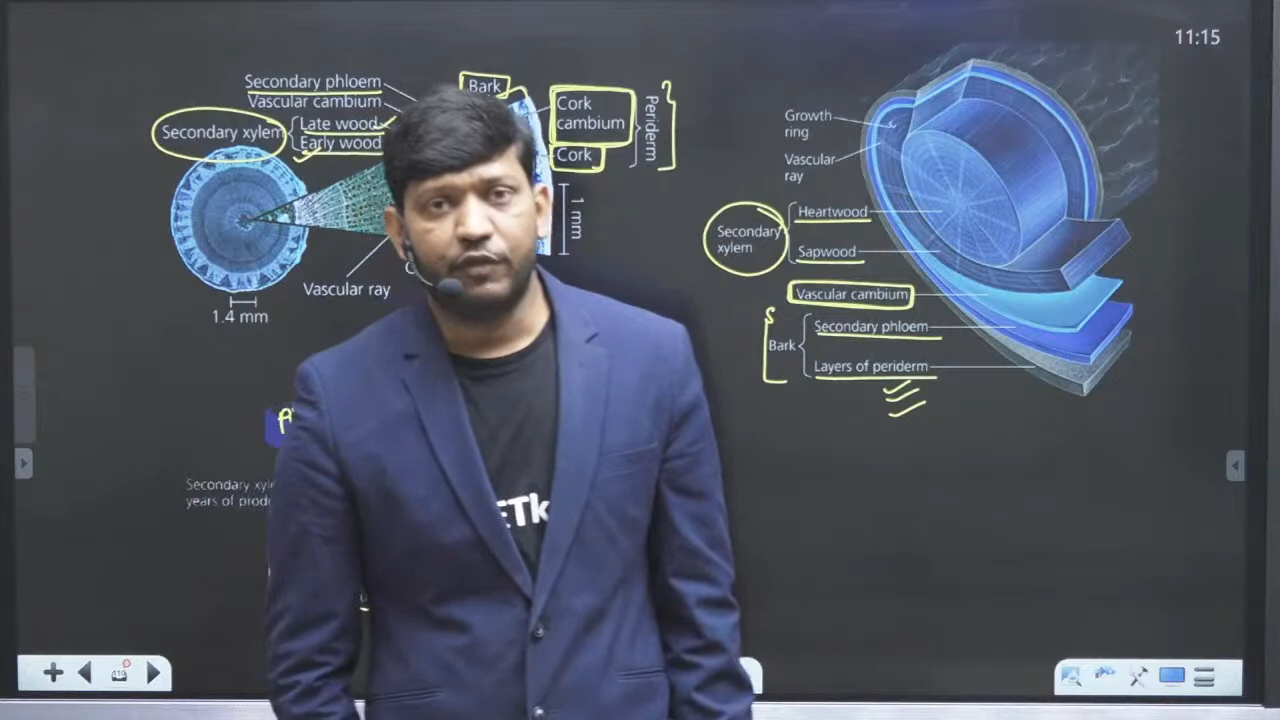 11:15
Secondary phloem
Vascular cambium
Secondary xylem
Late wood
Early wood
Bark
Cork
cambium
Cork
Periderm
1 mm
Vascular ray
1.4 mm
Secondary
years of
Growth
ring
Vascular
ray
Secondary
xylem
Heartwood
Sapwood
Vascular cambium
Bark
Secondary phloem
Layers of periderm